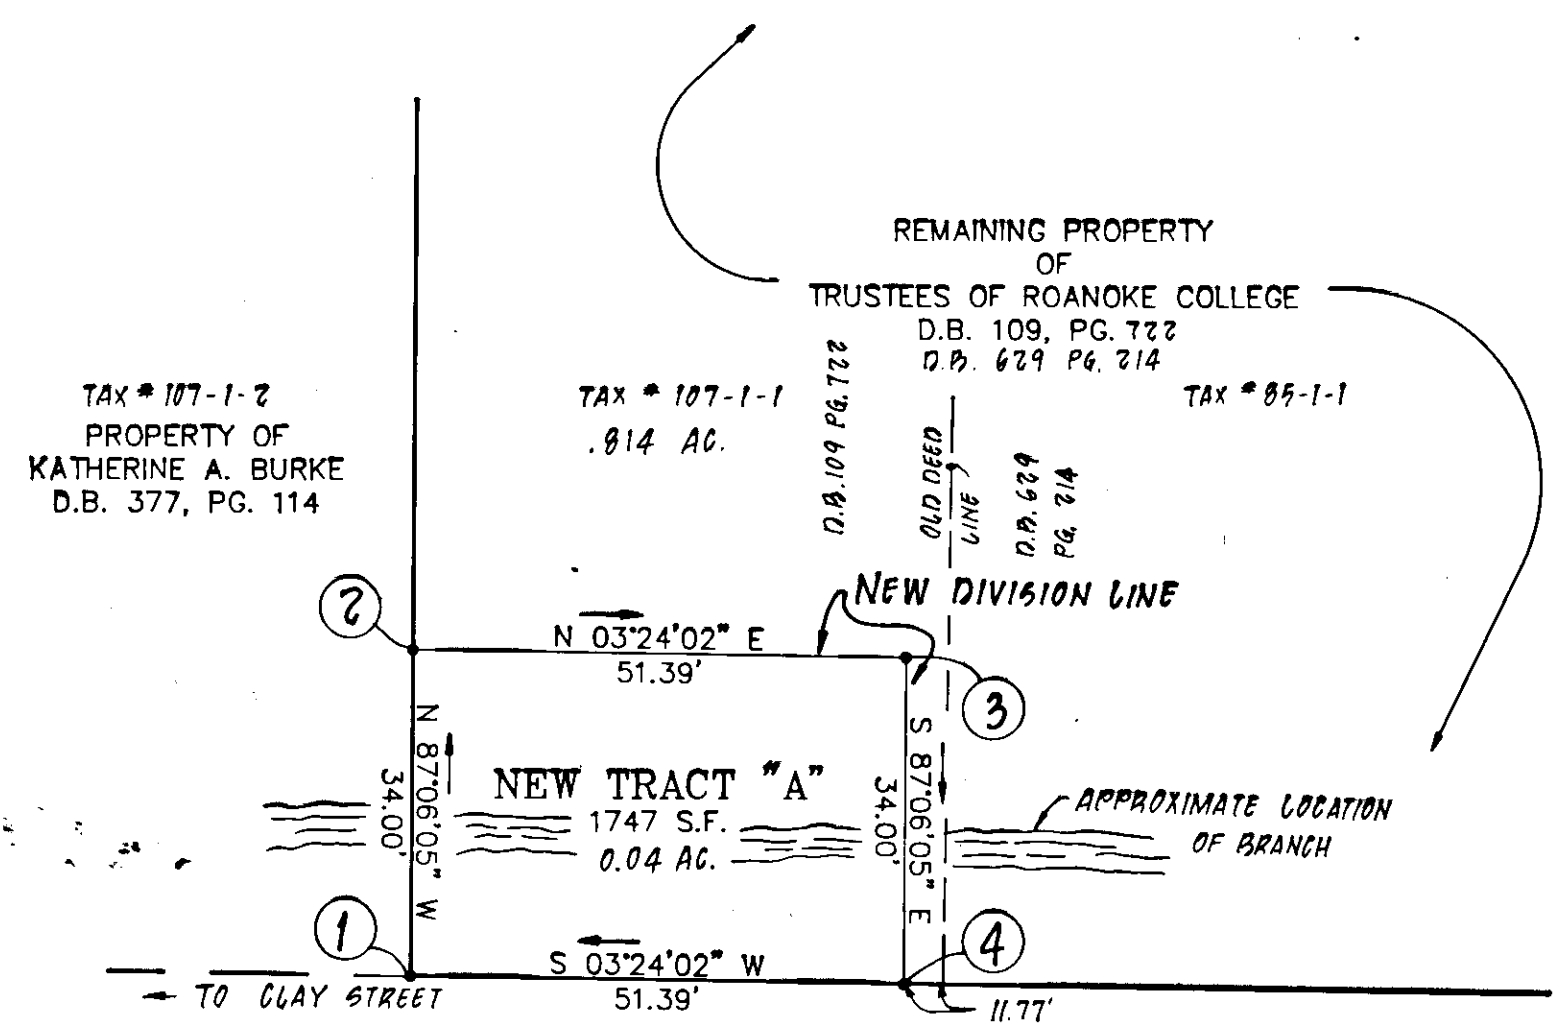 REMAINING PROPERTY
OF
TRUSTEES OF ROANOKE COLLEGE
D.B. 109, PG. 722
D.B. 629 PG. 214
TAX # 107-1-2
PROPERTY OF
KATHERINE A. BURKE
D.B. 377, PG. 114
TAX # 107-1-1
.814 AC.
D.B. 109 PG. 722
OLD DEED
LINE
D.B. 629
PG. 214
TAX # 85-1-1
NEW DIVISION LINE
2
N 03°24'02" E
51.39'
3
N 87°06'05" W
34.00'
NEW TRACT "A"
1747 S.F.
0.04 AC.
S 87°06'05" E
34.00'
APPROXIMATE LOCATION
OF BRANCH
1
S 03°24'02" W
51.39'
4
TO CLAY STREET
11.77'